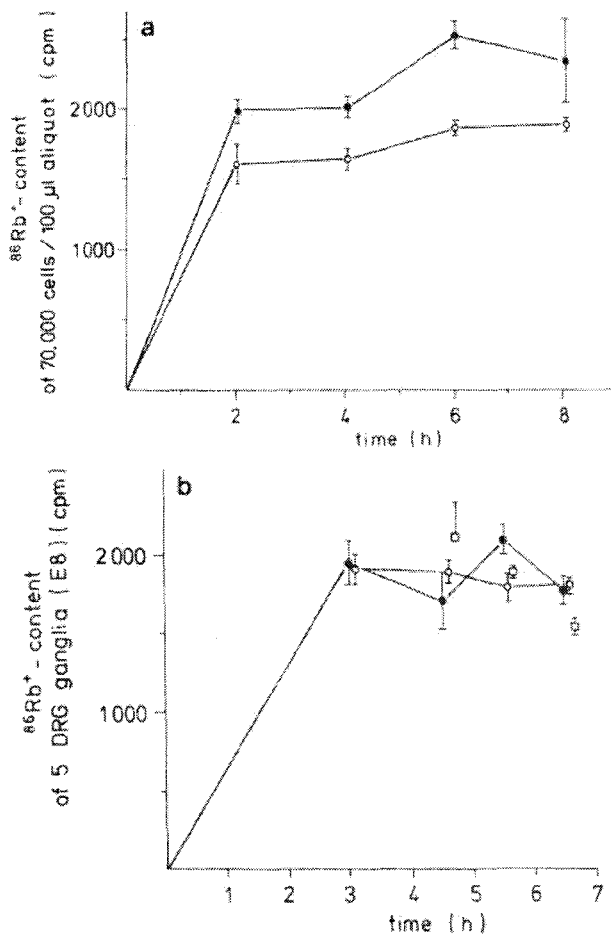 a
⁸⁶Rb⁺-content
of 70,000 cells / 100 µl aliquot (cpm)
2000
1000
2
4
6
8
time (h)
b
⁸⁶Rb⁺-content
of 5 DRG ganglia (E8) (cpm)
2000
1000
1
2
3
4
5
6
7
time (h)